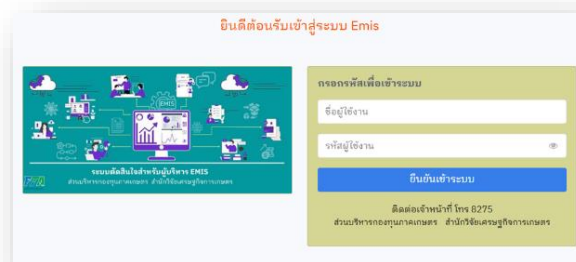 ยินดีต้อนรับเข้าสู่ระบบ Emis
EMIS
ระบบตัดสินใจสำหรับผู้บริหาร EMIS
ส่วนบริหารกองทุนภาคเกษตร สำนักวิจัยเศรษฐกิจการเกษตร
กรอกรหัสเพื่อเข้าระบบ
ชื่อผู้ใช้งาน
รหัสผู้ใช้งาน
ยืนยันเข้าระบบ
ติดต่อเจ้าหน้าที่ โทร 8275
ส่วนบริหารกองทุนภาคเกษตร สำนักวิจัยเศรษฐกิจการเกษตร